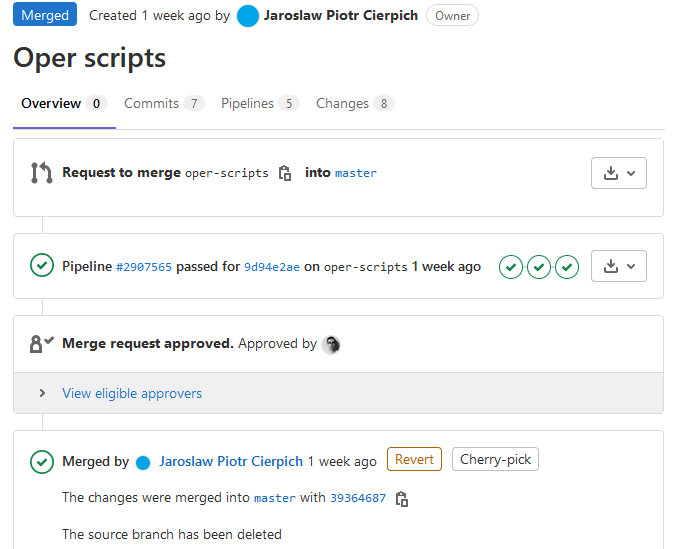 Merged Created 1 week ago by Jaroslaw Piotr Cierpich Owner
Oper scripts
Overview 0 Commits 7 Pipelines 5 Changes 8
Request to merge oper-scripts into master
Pipeline #2907565 passed for 9d94e2ae on oper-scripts 1 week ago
Merge request approved. Approved by
View eligible approvers
Merged by Jaroslaw Piotr Cierpich 1 week ago Revert Cherry-pick
The changes were merged into master with 39364687
The source branch has been deleted